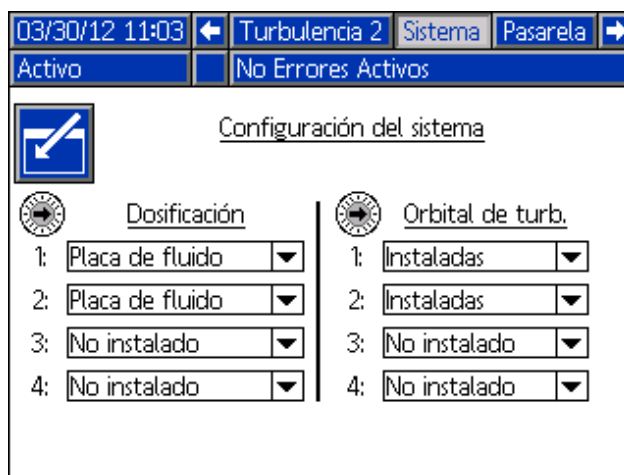 03/30/12 11:03 Turbulencia 2 Sistema Pasarela
Activo No Errores Activos
Configuración del sistema
Dosificación
1: Placa de fluido
2: Placa de fluido
3: No instalado
4: No instalado
Orbital de turb.
1: Instaladas
2: Instaladas
3: No instalado
4: No instalado